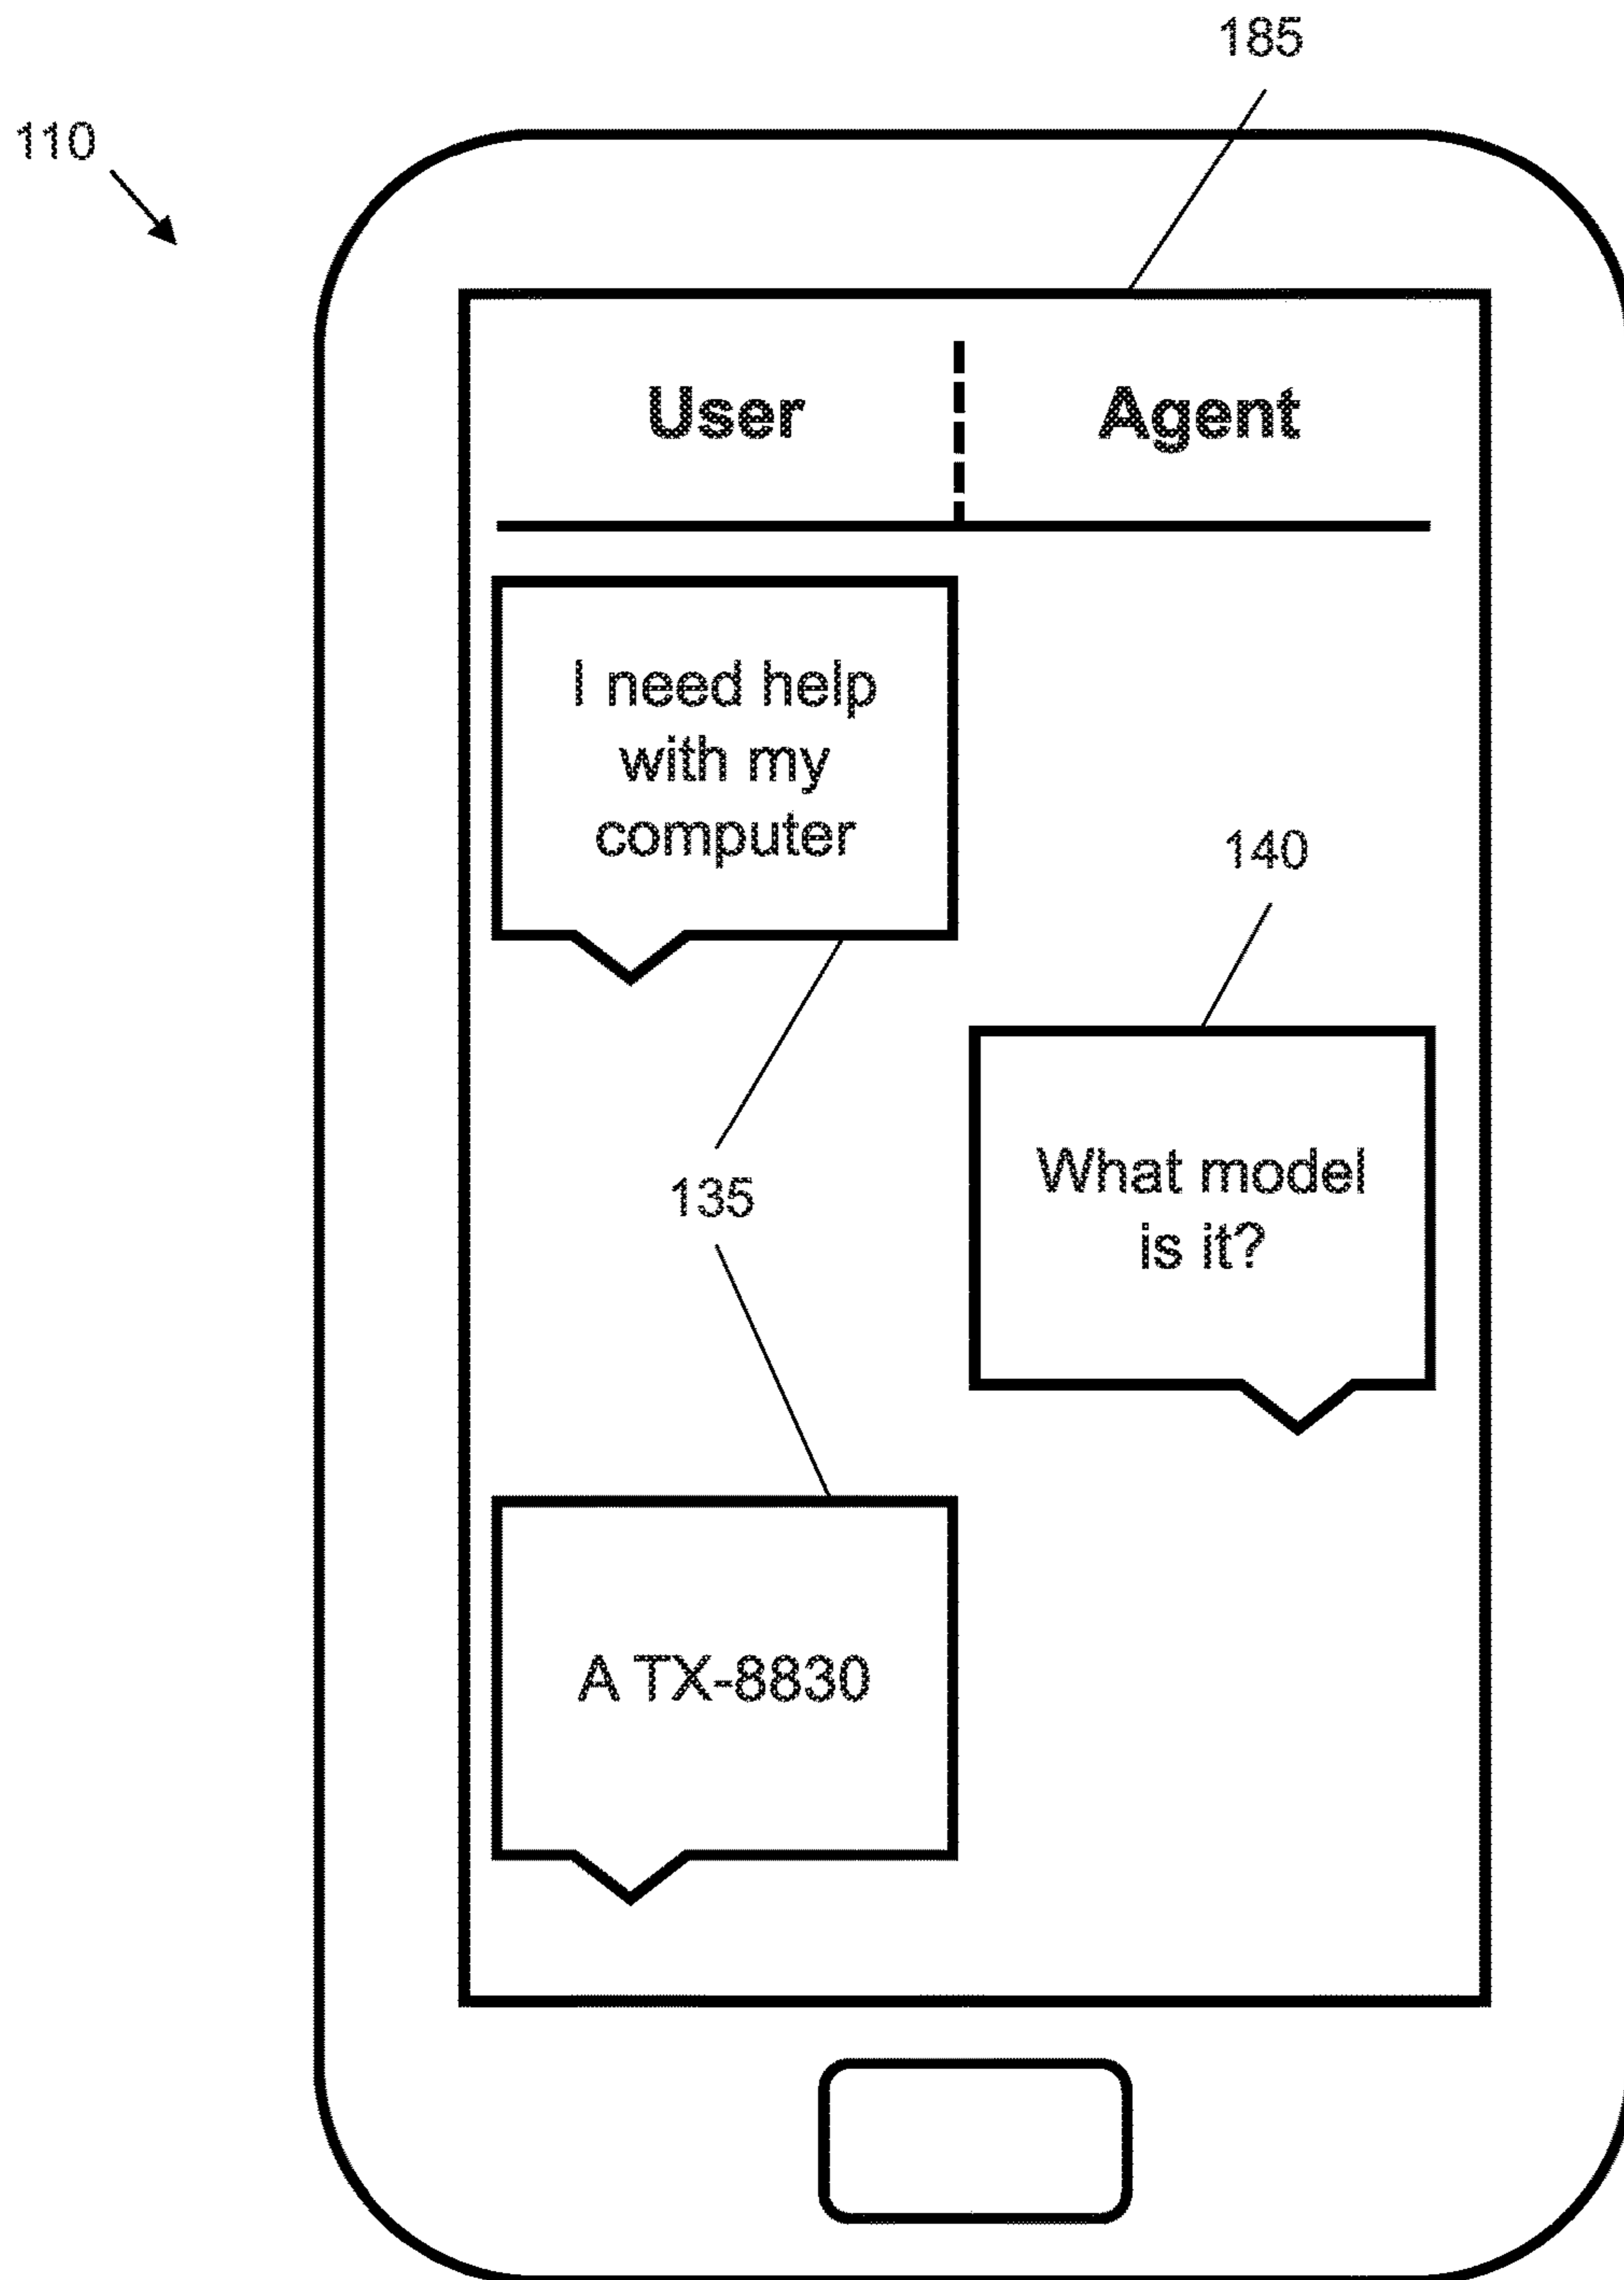 185
110
User Agent
I need help
with my
computer
140
135
What model
is it?
A TX-8830